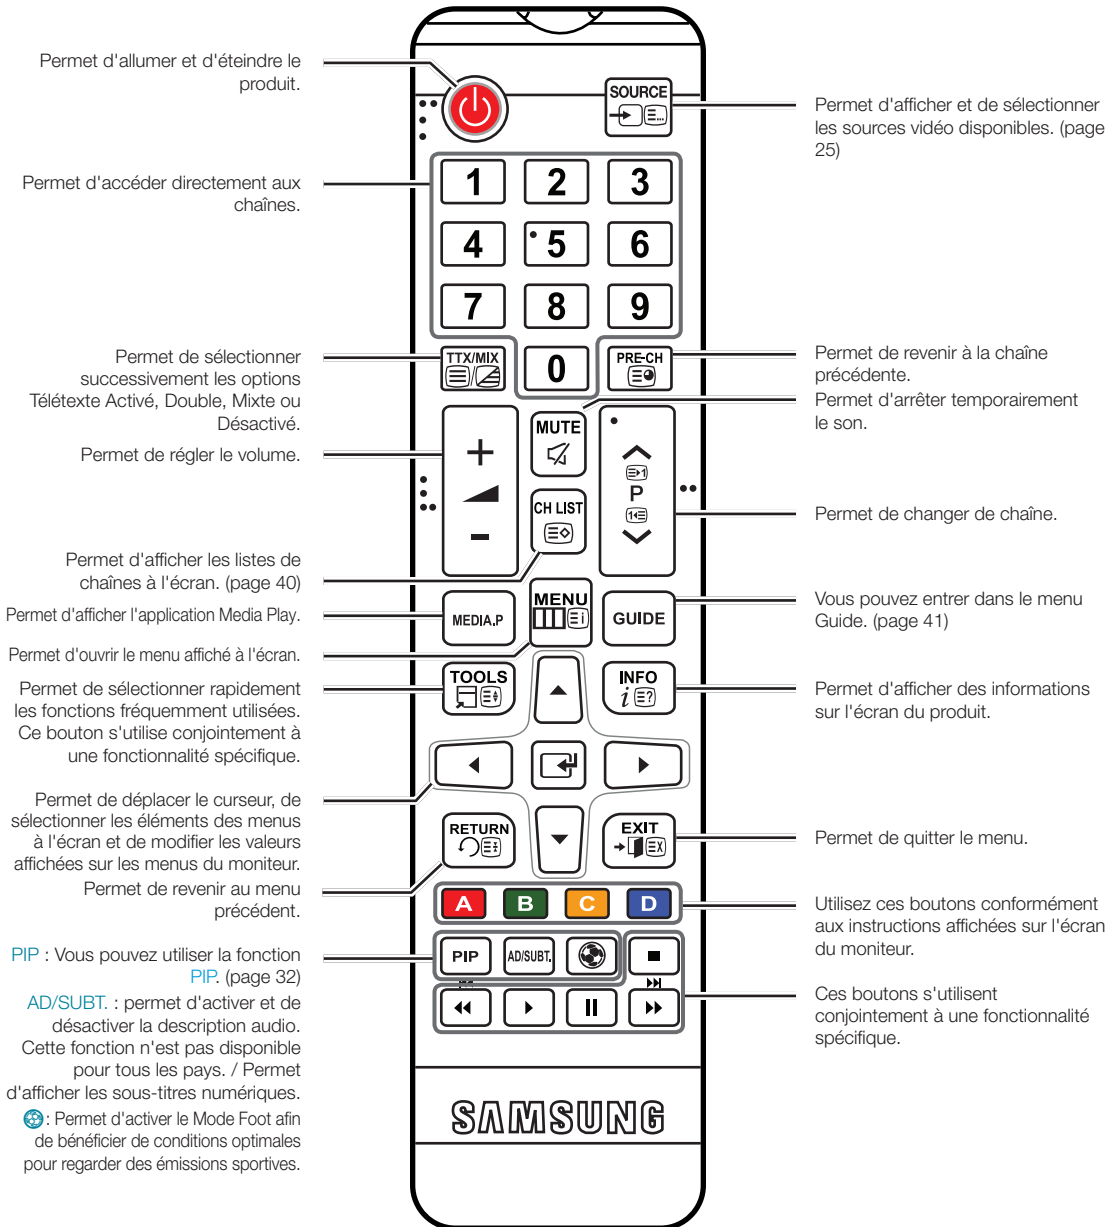 Permet d'allumer et d'éteindre le
produit.
Permet d'accéder directement aux
chaînes.
Permet de sélectionner
successivement les options
Télétexte Activé, Double, Mixte ou
Désactivé.
Permet de régler le volume.
Permet d'afficher les listes de
chaînes à l'écran. (page 40)
Permet d'afficher l'application Media Play.
Permet d'ouvrir le menu affiché à l'écran.
Permet de sélectionner rapidement
les fonctions fréquemment utilisées.
Ce bouton s'utilise conjointement à
une fonctionnalité spécifique.
Permet de déplacer le curseur, de
sélectionner les éléments des menus
à l'écran et de modifier les valeurs
affichées sur les menus du moniteur.
Permet de revenir au menu
précédent.
PIP : Vous pouvez utiliser la fonction
PIP. (page 32)
AD/SUBT. : permet d'activer et de
désactiver la description audio.
Cette fonction n'est pas disponible
pour tous les pays. / Permet
d'afficher les sous-titres numériques.
: Permet d'activer le Mode Foot afin
de bénéficier de conditions optimales
pour regarder des émissions sportives.
SOURCE
1 2 3
4 5 6
7 8 9
TTX/MIX 0 PRE-CH
MUTE
P
CH LIST
MEDIA.P MENU GUIDE
TOOLS INFO
RETURN EXIT
A B C D
PIP AD/SUBT.
SAMSUNG
Permet d'afficher et de sélectionner
les sources vidéo disponibles. (page
25)
Permet de revenir à la chaîne
précédente.
Permet d'arrêter temporairement
le son.
Permet de changer de chaîne.
Vous pouvez entrer dans le menu
Guide. (page 41)
Permet d'afficher des informations
sur l'écran du produit.
Permet de quitter le menu.
Utilisez ces boutons conformément
aux instructions affichées sur l'écran
du moniteur.
Ces boutons s'utilisent
conjointement à une fonctionnalité
spécifique.